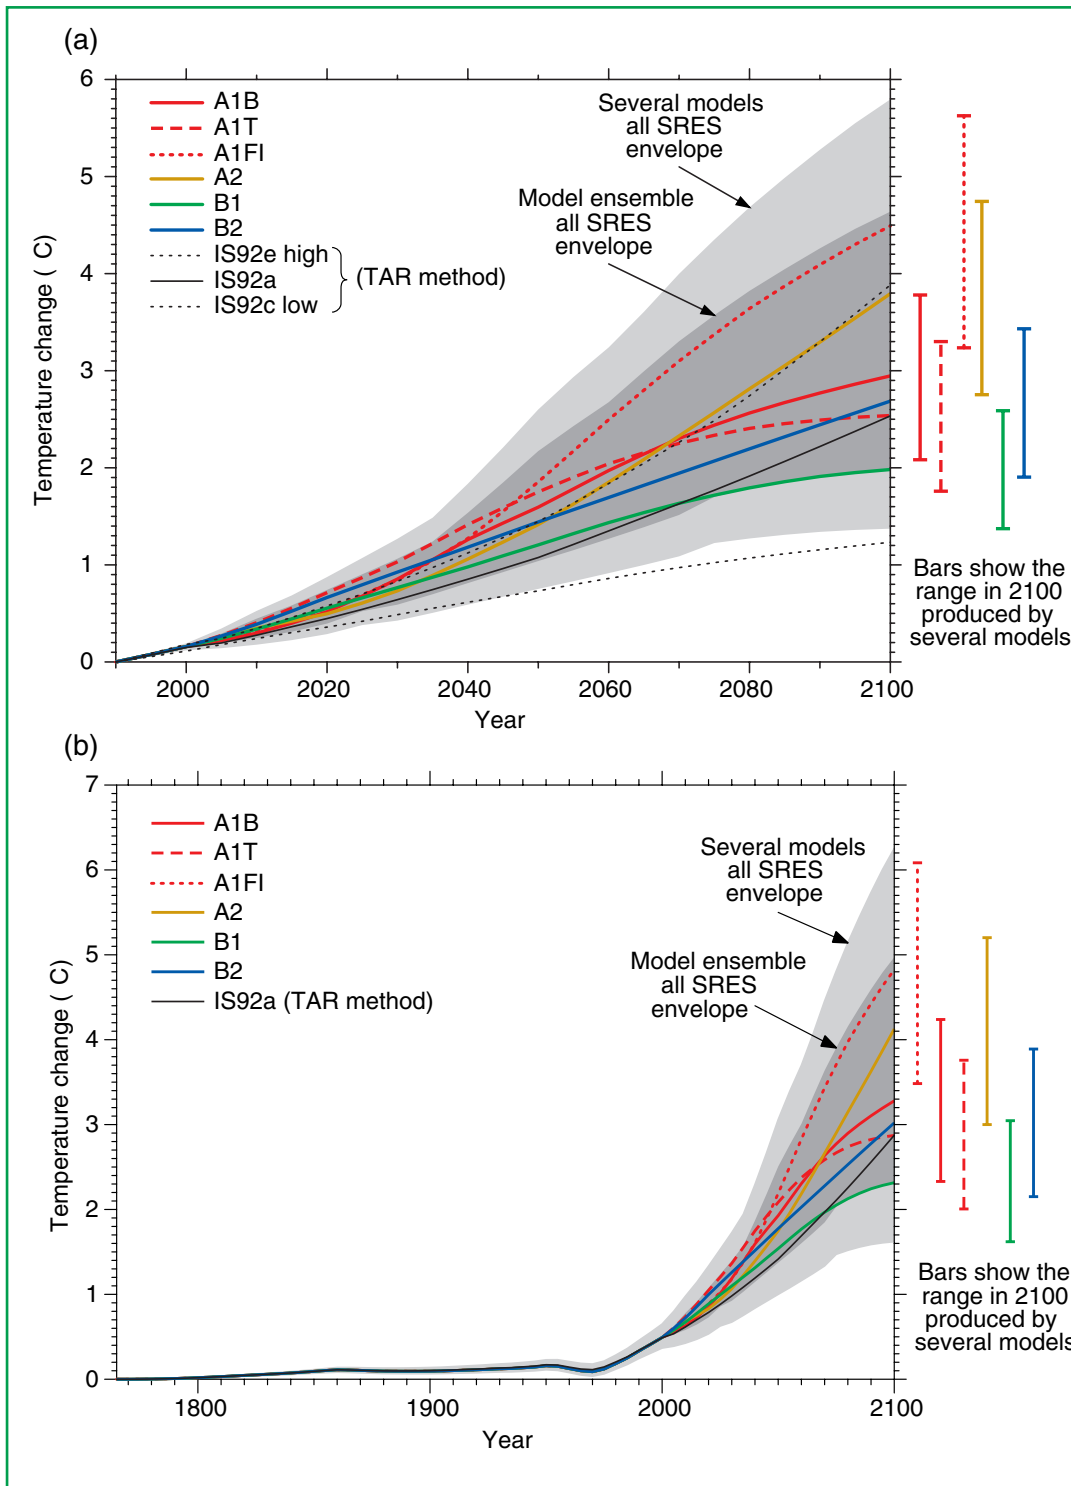 (a)
6
5
4
3
2
1
0
Temperature change ( C)
A1B
A1T
A1FI
A2
B1
B2
IS92e high
IS92a
IS92c low
(TAR method)
Several models
all SRES
envelope
Model ensemble
all SRES
envelope
2000
2020
2040
2060
2080
2100
Year
Bars show the
range in 2100
produced by
several models
(b)
7
6
5
4
3
2
1
0
Temperature change ( C)
A1B
A1T
A1FI
A2
B1
B2
IS92a (TAR method)
Several models
all SRES
envelope
Model ensemble
all SRES
envelope
1800
1900
2000
2100
Year
Bars show the
range in 2100
produced by
several models